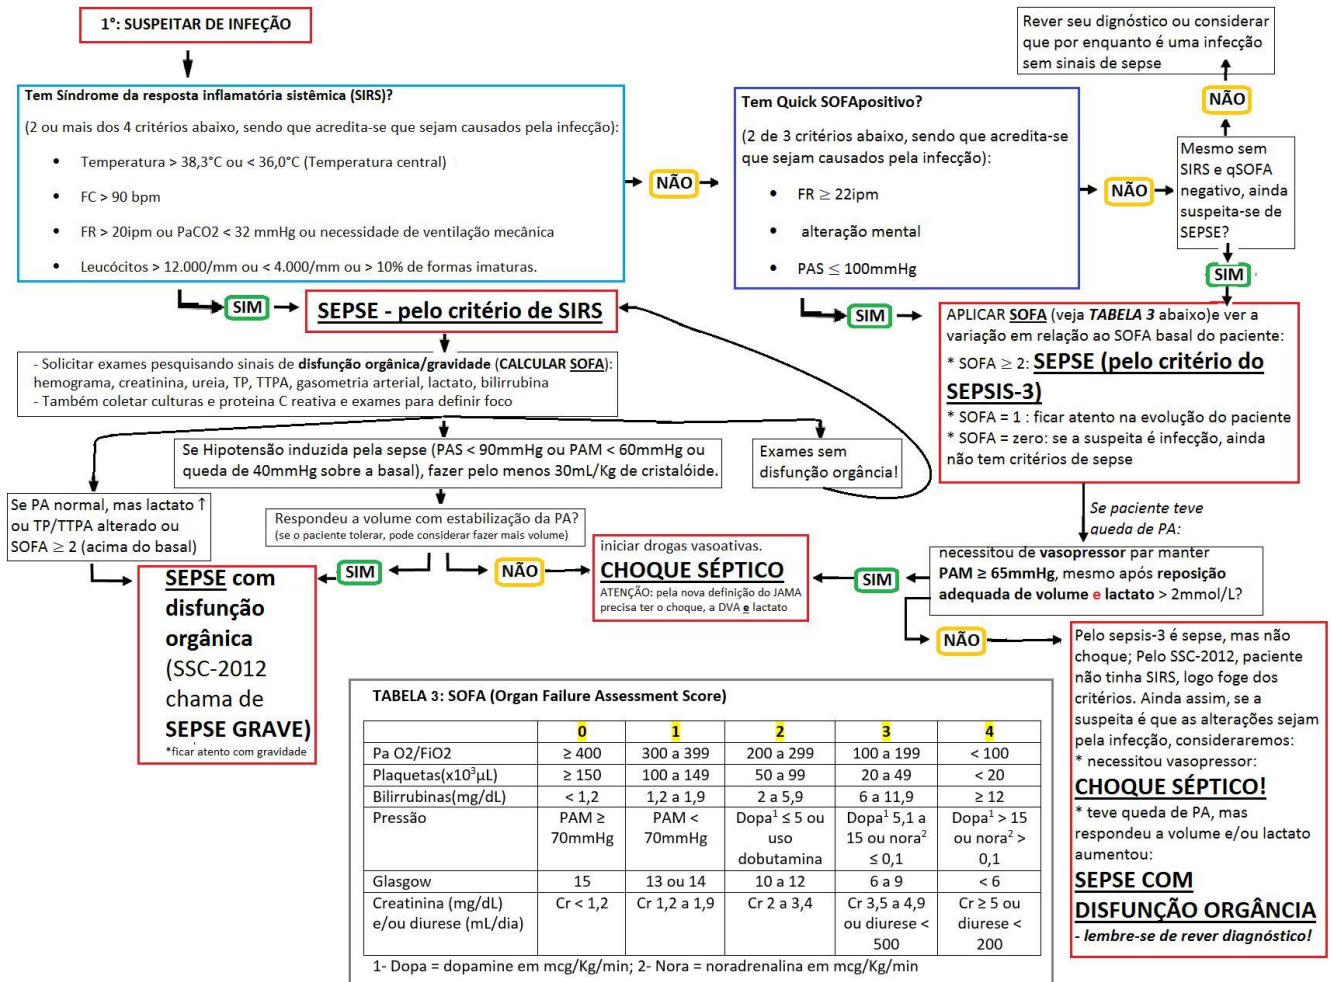 1°: SUSPEITAR DE INFEÇÃO
Tem Síndrome da resposta inflamatória sistêmica (SIRS)?
(2 ou mais dos 4 critérios abaixo, sendo que acredita-se que sejam causados pela infecção):
• Temperatura > 38,3°C ou < 36,0°C (Temperatura central)
• FC > 90 bpm
• FR > 20ipm ou PaCO2 < 32 mmHg ou necessidade de ventilação mecânica
• Leucócitos > 12.000/mm ou < 4.000/mm ou > 10% de formas imaturas.
NÃO
Tem Quick SOFApositivo?
(2 de 3 critérios abaixo, sendo que acredita-se
que sejam causados pela infecção):
• FR ≥ 22ipm
• alteração mental
• PAS ≤ 100mmHg
NÃO
Mesmo sem
SIRS e qSOFA
negativo, ainda
suspeita-se de
SEPSE?
NÃO
Rever seu dignóstico ou considerar
que por enquanto é uma infecção
sem sinais de sepse
SIM
SIM
APLICAR SOFA (veja TABELA 3 abaixo)e ver a
variação em relação ao SOFA basal do paciente:
* SOFA ≥ 2: SEPSE (pelo critério do
SEPSIS-3)
* SOFA = 1 : ficar atento na evolução do paciente
* SOFA = zero: se a suspeita é infecção, ainda
não tem critérios de sepse
SIM
SEPSE - pelo critério de SIRS
- Solicitar exames pesquisando sinais de disfunção orgânica/gravidade (CALCULAR SOFA):
hemograma, creatinina, ureia, TP, TTPA, gasometria arterial, lactato, bilirrubina
- Também coletar culturas e proteina C reativa e exames para definir foco
Se Hipotensão induzida pela sepse (PAS < 90mmHg ou PAM < 60mmHg ou
queda de 40mmHg sobre a basal), fazer pelo menos 30mL/Kg de cristalóide.
Exames sem
disfunção orgância!
Se PA normal, mas lactato ↑
ou TP/TTPA alterado ou
SOFA ≥ 2 (acima do basal)
Respondeu a volume com estabilização da PA?
(se o paciente tolerar, pode considerar fazer mais volume)
SIM
NÃO
SEPSE com
disfunção
orgânica
(SSC-2012
chama de
SEPSE GRAVE)
*ficar atento com gravidade
iniciar drogas vasoativas.
CHOQUE SÉPTICO
ATENÇÃO: pela nova definição do JAMA
precisa ter o choque, a DVA e lactato
SIM
Se paciente teve
queda de PA:
necessitou de vasopressor par manter
PAM ≥ 65mmHg, mesmo após reposição
adequada de volume e lactato > 2mmol/L?
NÃO
Pelo sepsis-3 é sepse, mas não
choque; Pelo SSC-2012, paciente
não tinha SIRS, logo foge dos
critérios. Ainda assim, se a
suspeita é que as alterações sejam
pela infecção, consideraremos:
* necessitou vasopressor:
CHOQUE SÉPTICO!
* teve queda de PA, mas
respondeu a volume e/ou lactato
aumentou:
SEPSE COM
DISFUNÇÃO ORGÂNCIA
- lembre-se de rever diagnóstico!
TABELA 3: SOFA (Organ Failure Assessment Score)
0 1 2 3 4
Pa O2/FiO2 ≥ 400 300 a 399 200 a 299 100 a 199 < 100
Plaquetas(x10³µL) ≥ 150 100 a 149 50 a 99 20 a 49 < 20
Bilirrubinas(mg/dL) < 1,2 1,2 a 1,9 2 a 5,9 6 a 11,9 ≥ 12
Pressão PAM ≥ PAM < Dopa¹ ≤ 5 ou Dopa¹ 5,1 a Dopa¹ > 15
70mmHg 70mmHg uso 15 ou nora² ou nora² >
dobutamina ≤ 0,1 0,1
Glasgow 15 13 ou 14 10 a 12 6 a 9 < 6
Creatinina (mg/dL) Cr < 1,2 Cr 1,2 a 1,9 Cr 2 a 3,4 Cr 3,5 a 4,9 Cr ≥ 5 ou
e/ou diurese (mL/dia) ou diurese < diurese <
500 200
1- Dopa = dopamine em mcg/Kg/min; 2- Nora = noradrenalina em mcg/Kg/min